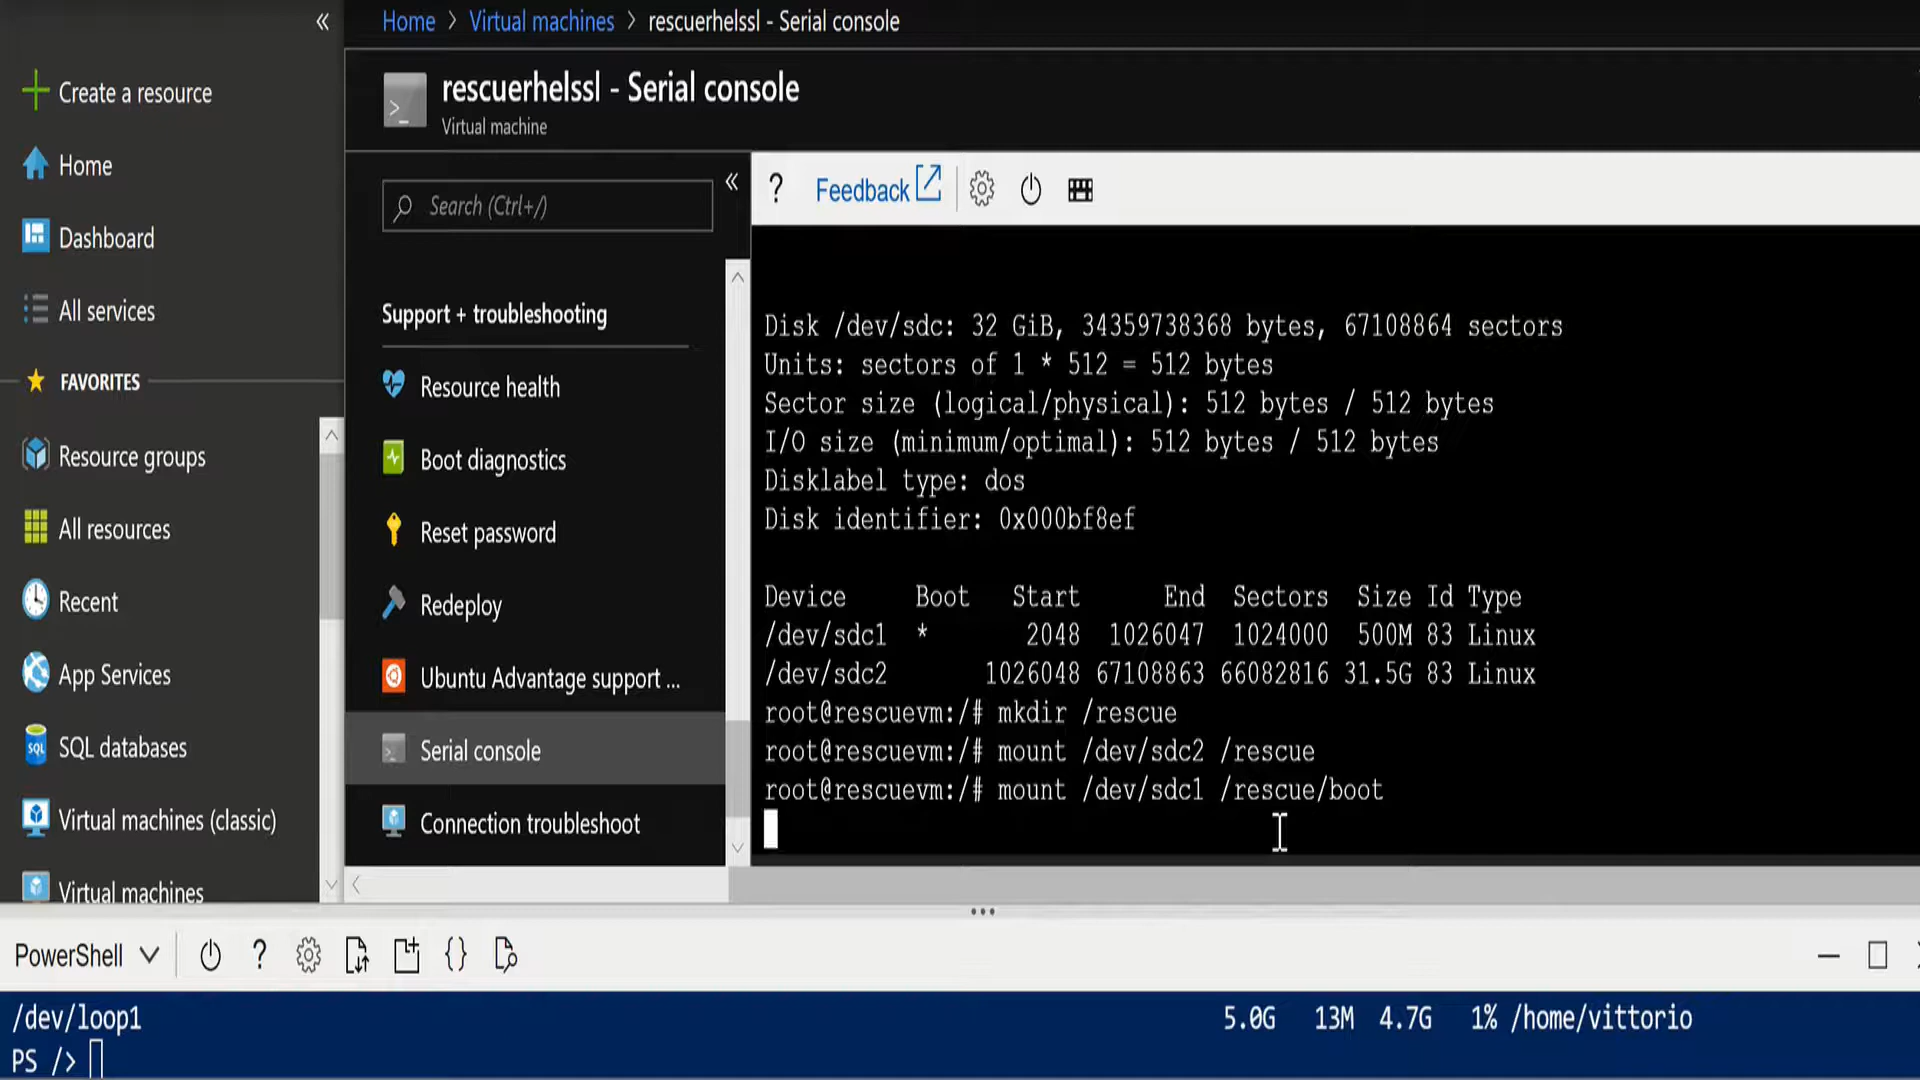 Home > Virtual machines > rescuerhelssl - Serial console
Create a resource
Home
Dashboard
All services
FAVORITES
Resource groups
All resources
Recent
App Services
SQL databases
Virtual machines (classic)
Virtual machines
rescuerhelssl - Serial console
Virtual machine
Search (Ctrl+/)
Support + troubleshooting
Resource health
Boot diagnostics
Reset password
Redeploy
Ubuntu Advantage support ...
Serial console
Connection troubleshoot
? Feedback
Disk /dev/sdc: 32 GiB, 34359738368 bytes, 67108864 sectors
Units: sectors of 1 * 512 = 512 bytes
Sector size (logical/physical): 512 bytes / 512 bytes
I/O size (minimum/optimal): 512 bytes / 512 bytes
Disklabel type: dos
Disk identifier: 0x000bf8ef
Device Boot Start End Sectors Size Id Type
/dev/sdc1 * 2048 1026047 1024000 500M 83 Linux
/dev/sdc2 1026048 67108863 66082816 31.5G 83 Linux
root@rescuevm:/# mkdir /rescue
root@rescuevm:/# mount /dev/sdc2 /rescue
root@rescuevm:/# mount /dev/sdc1 /rescue/boot
PowerShell ? {}
/dev/loop1 5.0G 13M 4.7G 1% /home/vittorio
PS />